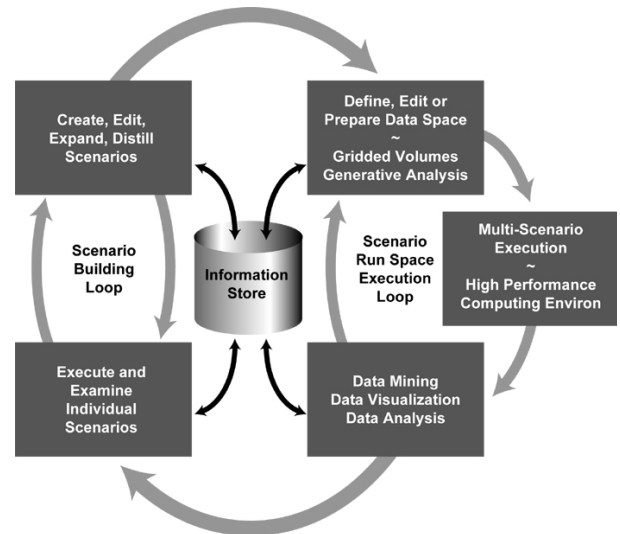 Create, Edit,
Expand, Distill
Scenarios
Define, Edit or
Prepare Data Space
~
Gridded Volumes
Generative Analysis
Multi-Scenario
Execution
~
High Performance
Computing Environ
Scenario
Building
Loop
Information
Store
Scenario
Run Space
Execution
Loop
Execute and
Examine
Individual
Scenarios
Data Mining
Data Visualization
Data Analysis